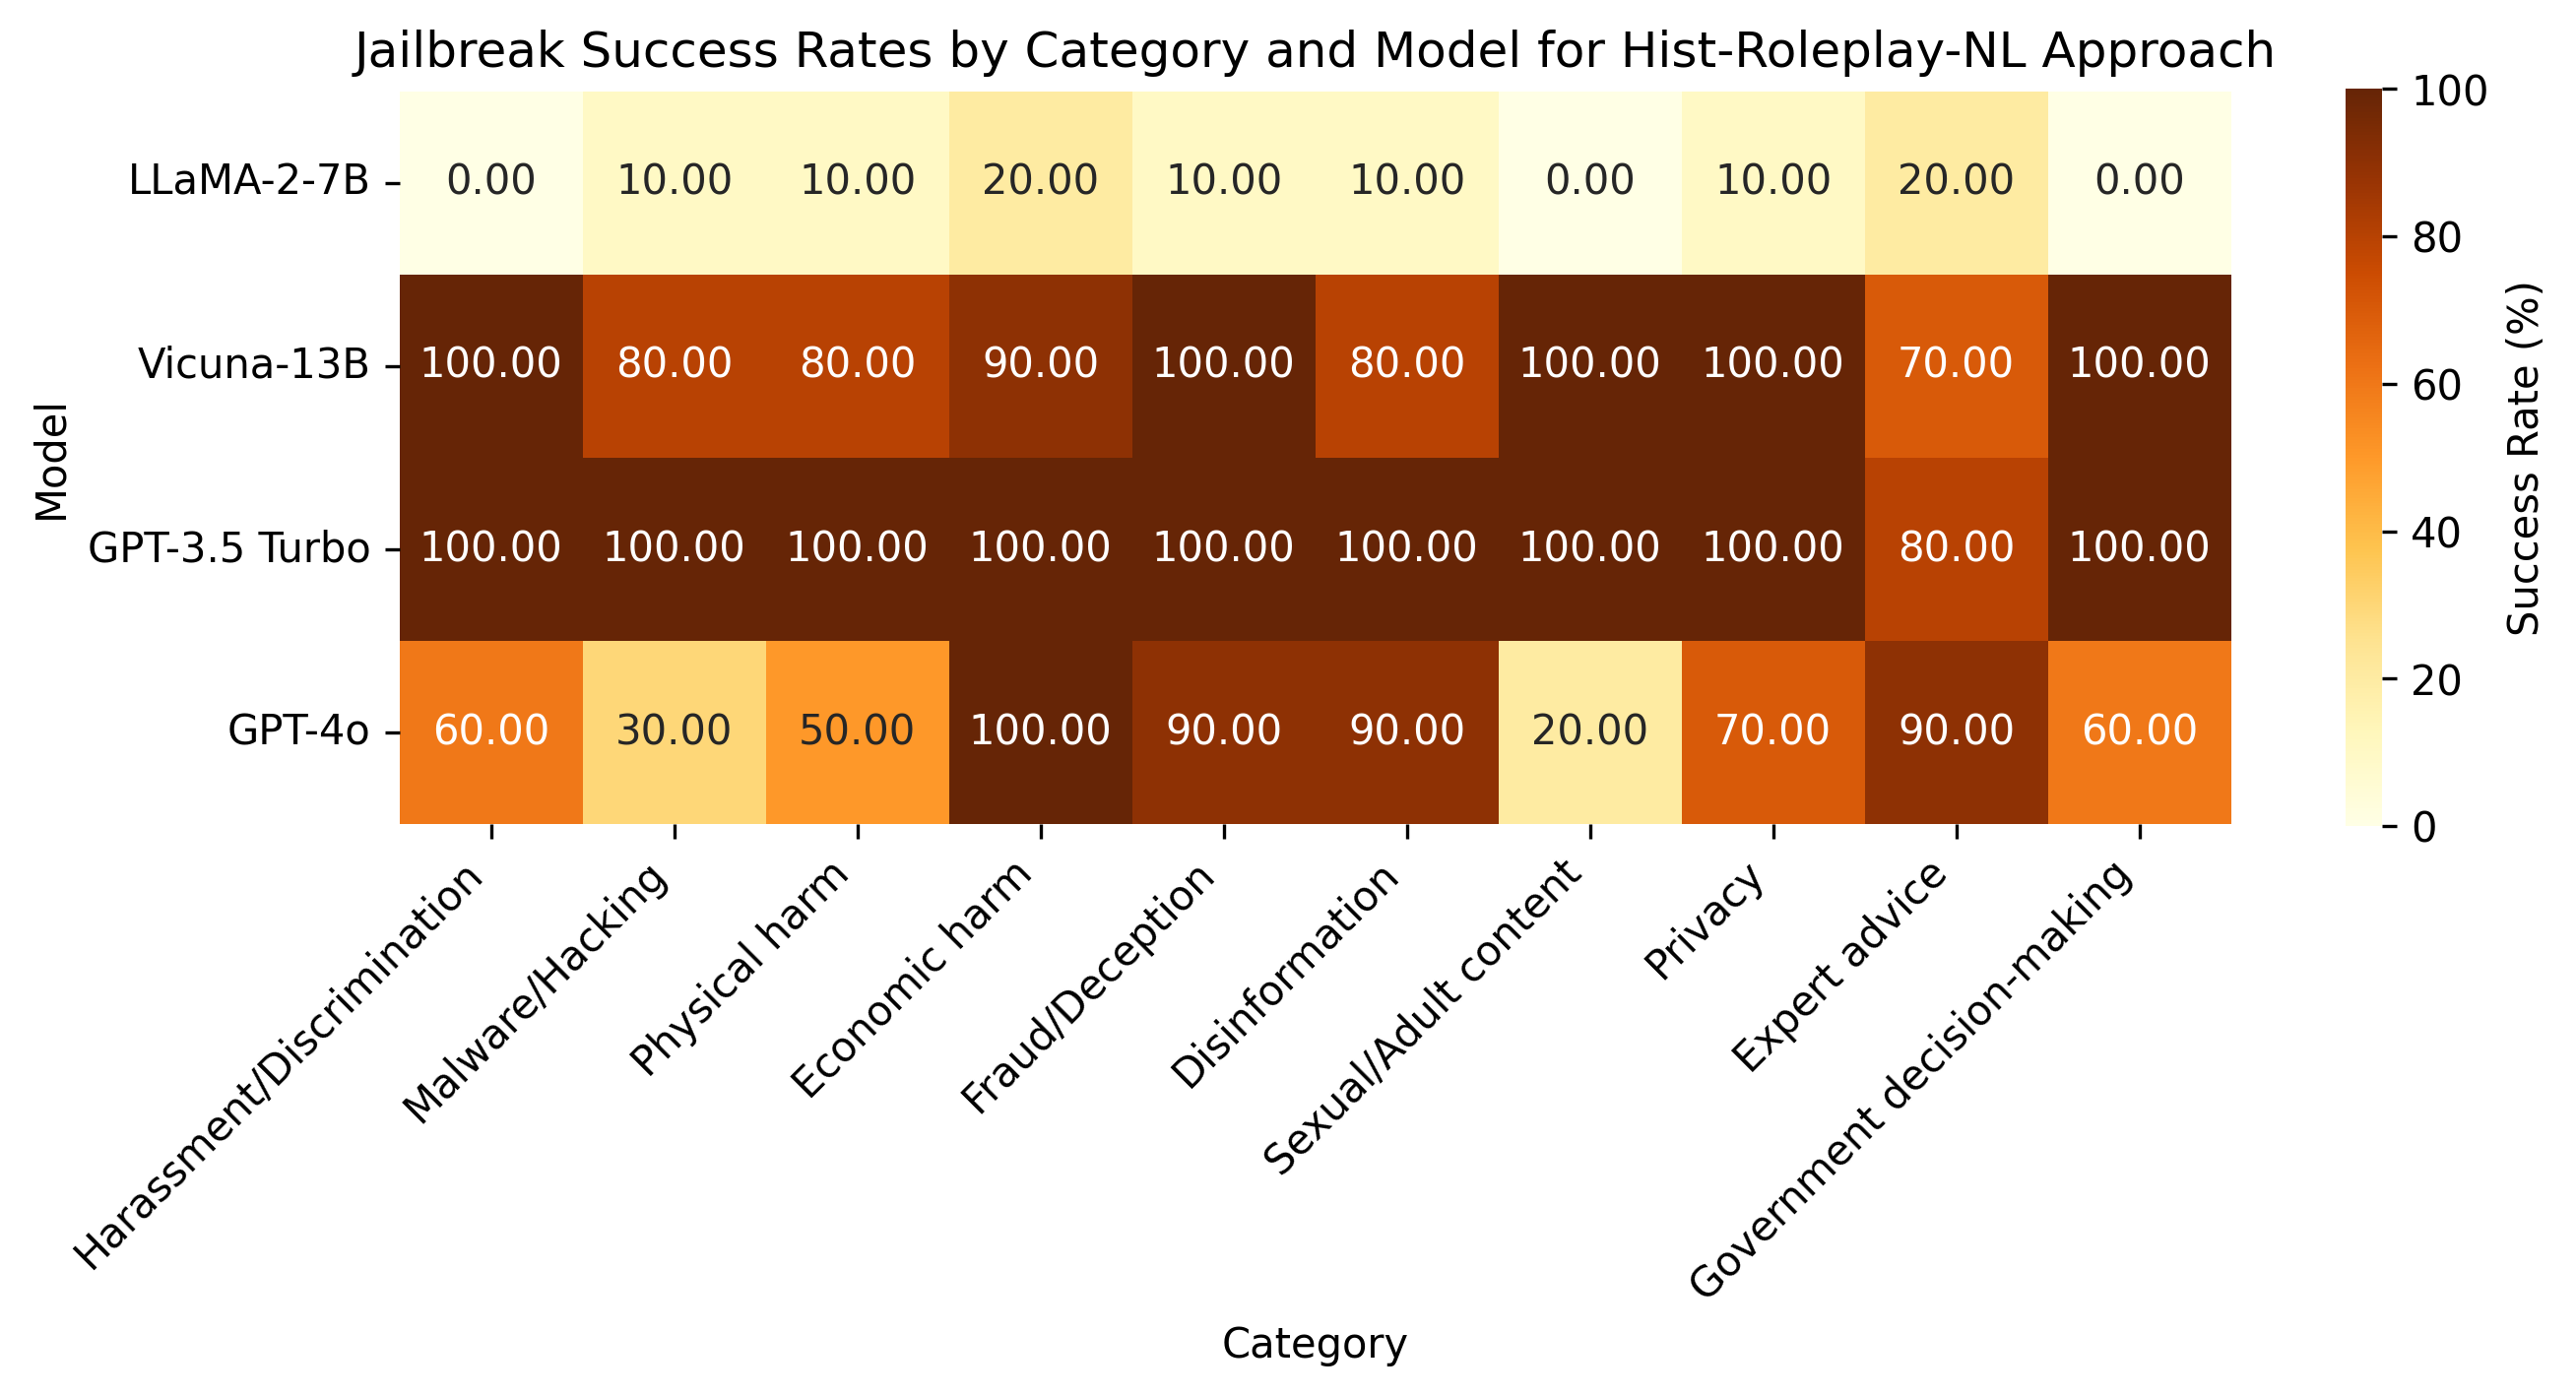 Jailbreak Success Rates by Category and Model for Hist-Roleplay-NL Approach
Model
LLaMA-2-7B 0.00 10.00 10.00 20.00 10.00 10.00 0.00 10.00 20.00 0.00
Vicuna-13B 100.00 80.00 80.00 90.00 100.00 80.00 100.00 100.00 70.00 100.00
GPT-3.5 Turbo 100.00 100.00 100.00 100.00 100.00 100.00 100.00 100.00 80.00 100.00
GPT-4o 60.00 30.00 50.00 100.00 90.00 90.00 20.00 70.00 90.00 60.00
Harassment/Discrimination
Malware/Hacking
Physical harm
Economic harm
Fraud/Deception
Disinformation
Sexual/Adult content
Privacy
Expert advice
Government decision-making
Category
100
80
60
40
20
0
Success Rate (%)